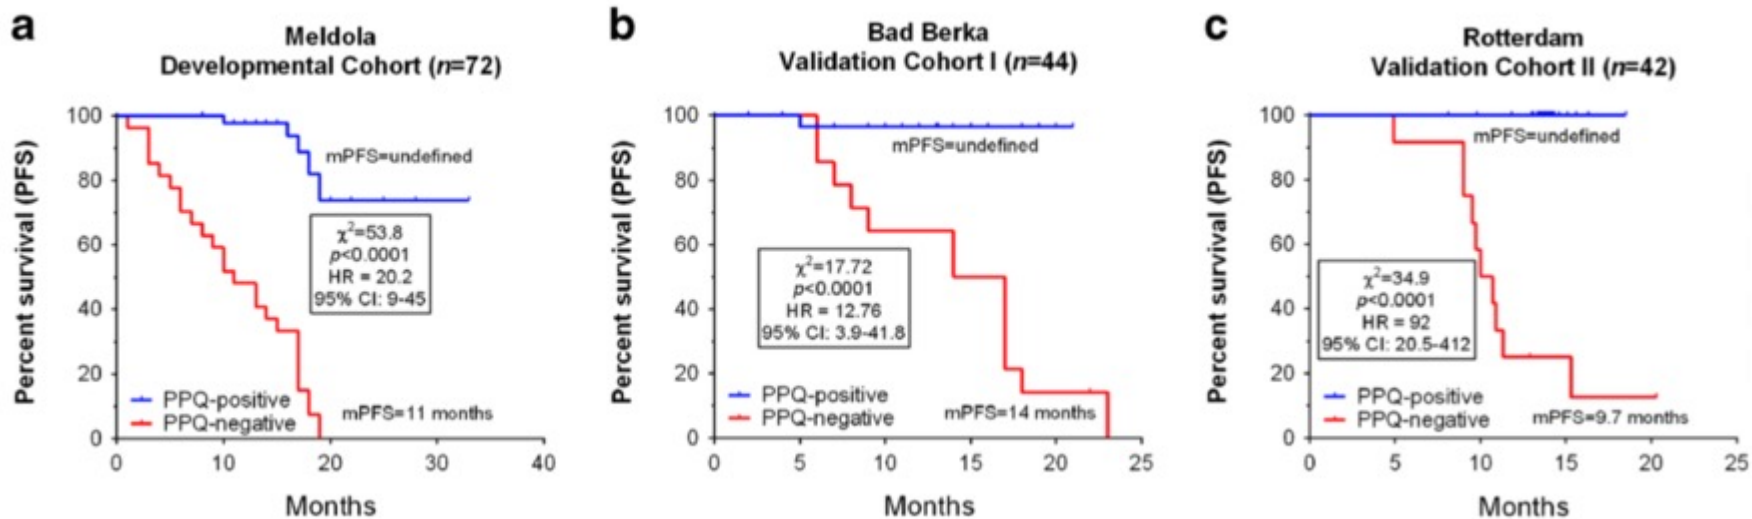 a
Meldola
Developmental Cohort (n=72)
Percent survival (PFS)
100
80
60
40
20
0
mPFS=undefined
χ²=53.8
p<0.0001
HR = 20.2
95% CI: 9-45
PPQ-positive
PPQ-negative
mPFS=11 months
0 10 20 30 40
Months
b
Bad Berka
Validation Cohort I (n=44)
Percent survival (PFS)
100
80
60
40
20
0
mPFS=undefined
χ²=17.72
p<0.0001
HR = 12.76
95% CI: 3.9-41.8
PPQ-positive
PPQ-negative
mPFS=14 months
0 5 10 15 20 25
Months
c
Rotterdam
Validation Cohort II (n=42)
Percent survival (PFS)
100
80
60
40
20
0
mPFS=undefined
χ²=34.9
p<0.0001
HR = 92
95% CI: 20.5-412
PPQ-positive
PPQ-negative
mPFS=9.7 months
0 5 10 15 20 25
Months